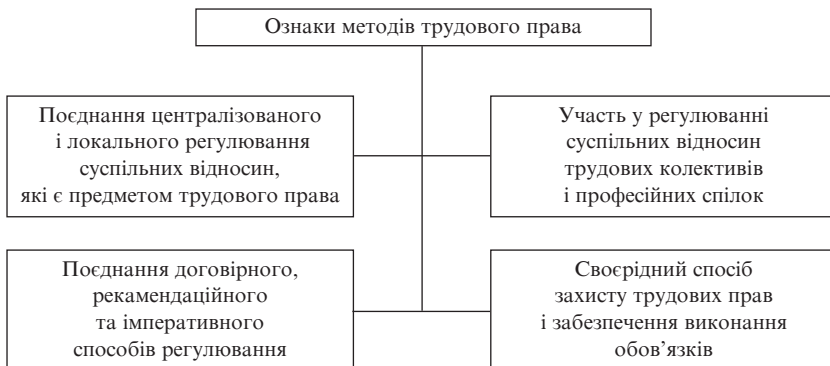 Ознаки методів трудового права
Поєднання централізованого
і локального регулювання
суспільних відносин,
які є предметом трудового права
Участь у регулюванні
суспільних відносин
трудових колективів
і професійних спілок
Поєднання договірного,
рекамендаційного
та імперативного
способів регулювання
Своєрідний спосіб
захисту трудових прав
і забезпечення виконання
обов’язків